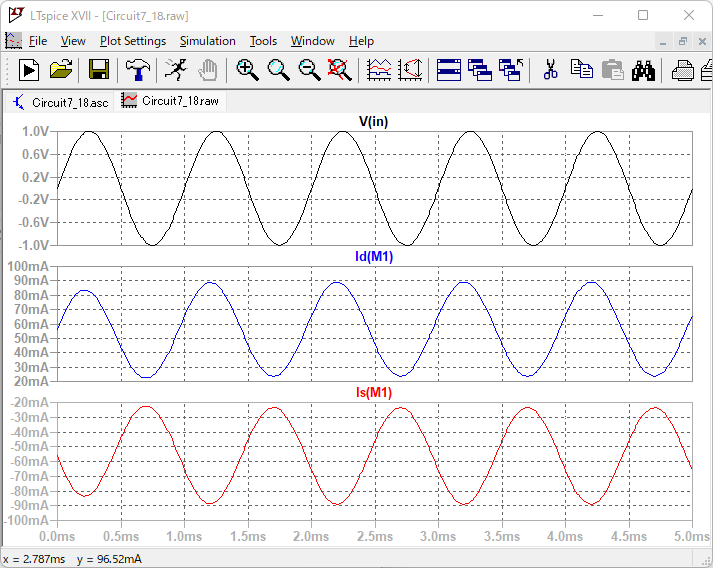 LTspice XVII - [Circuit7_18.raw]
File View Plot Settings Simulation Tools Window Help
Circuit7_18.asc Circuit7_18.raw
V(in)
1.0V
0.6V
0.2V
-0.2V
-0.6V
-1.0V
Id(M1)
100mA
90mA
80mA
70mA
60mA
50mA
40mA
30mA
20mA
Is(M1)
-20mA
-30mA
-40mA
-50mA
-60mA
-70mA
-80mA
-90mA
-100mA
0.0ms 0.5ms 1.0ms 1.5ms 2.0ms 2.5ms 3.0ms 3.5ms 4.0ms 4.5ms 5.0ms
x = 2.787ms y = 96.52mA